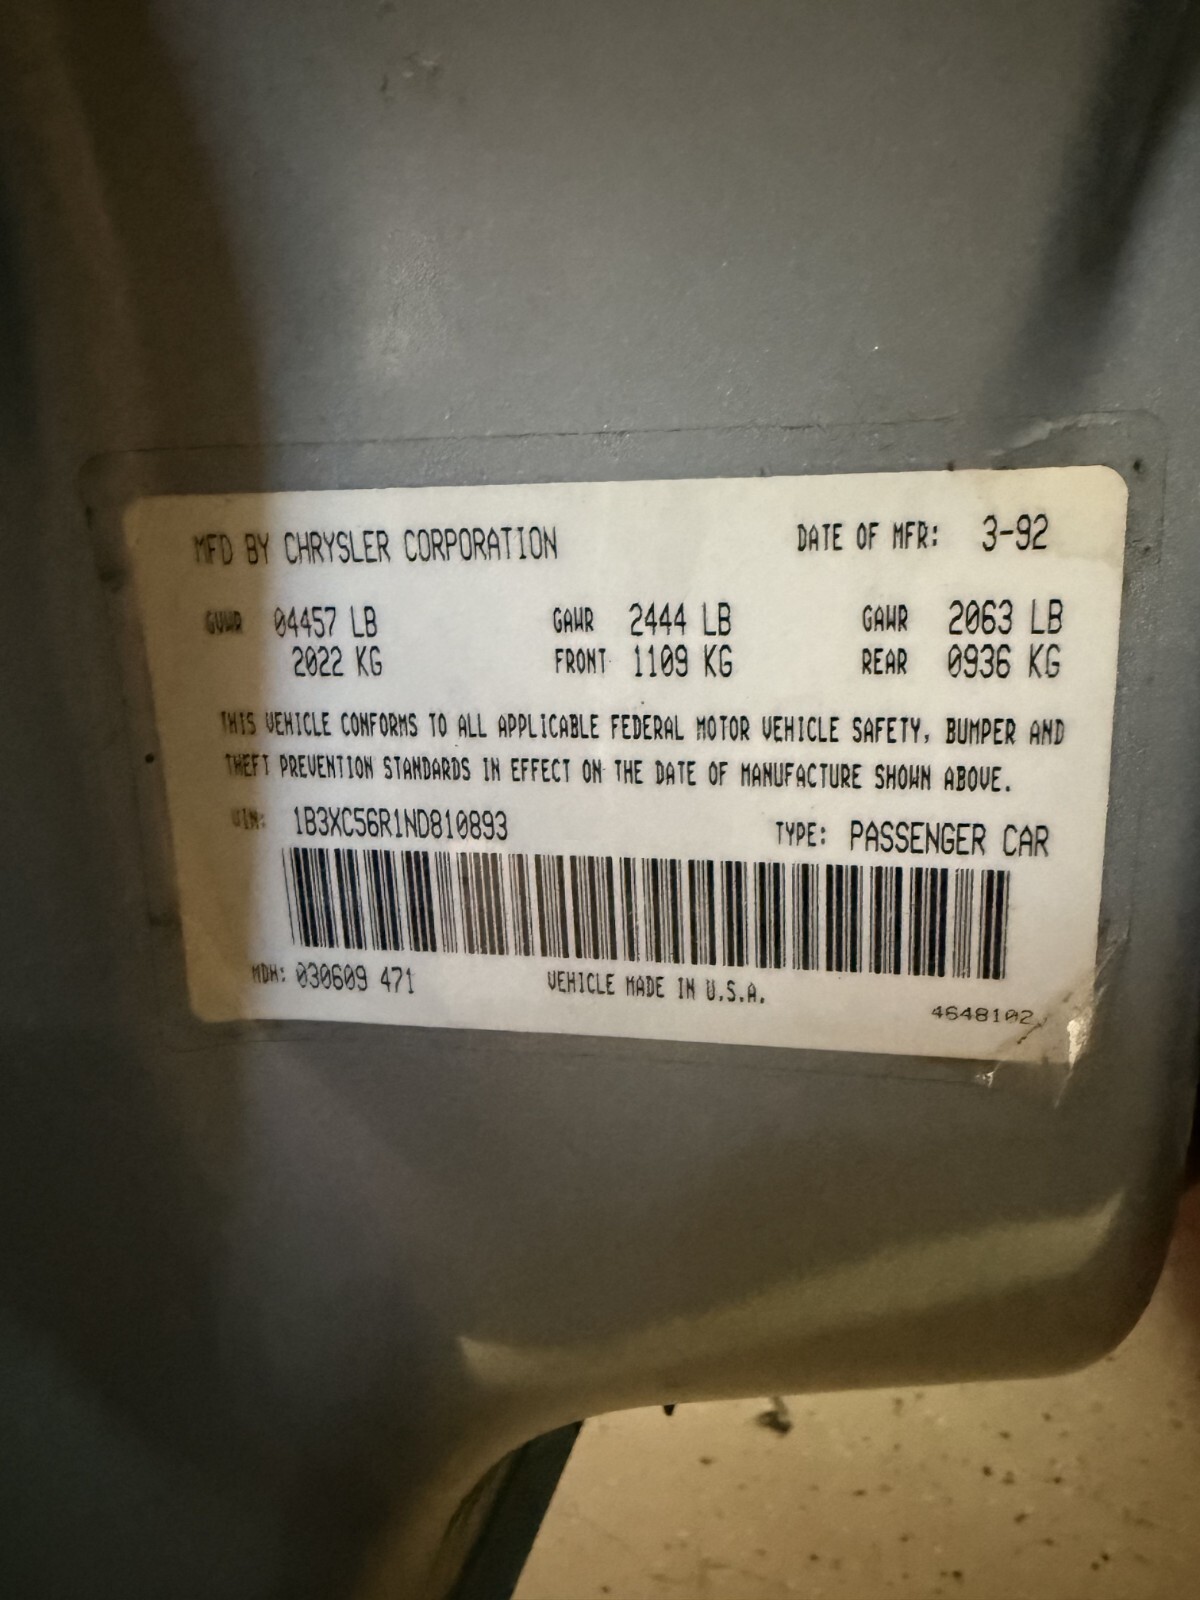 MFD BY CHRYSLER CORPORATION DATE OF MFR: 3-92
GVWR 04457 LB GAWR 2444 LB GAWR 2063 LB
2022 KG FRONT 1109 KG REAR 0936 KG
THIS VEHICLE CONFORMS TO ALL APPLICABLE FEDERAL MOTOR VEHICLE SAFETY, BUMPER AND
THEFT PREVENTION STANDARDS IN EFFECT ON THE DATE OF MANUFACTURE SHOWN ABOVE.
VIN: 1B3XC56R1ND810893 TYPE: PASSENGER CAR
MDH: 030609 471 VEHICLE MADE IN U.S.A.
4648102